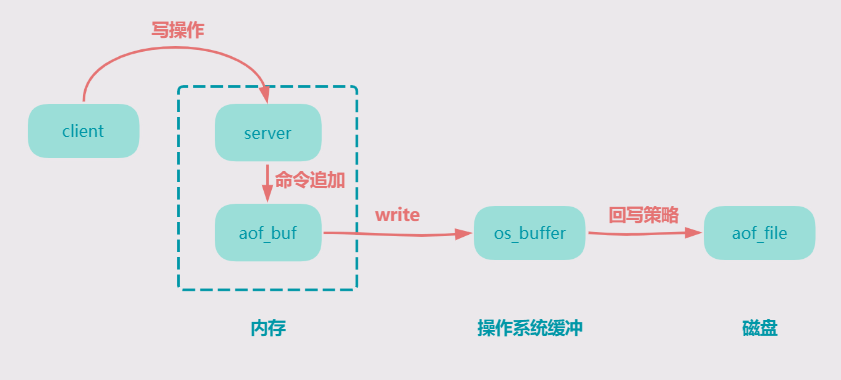 写操作
client
server
命令追加
aof_buf
write
os_buffer
回写策略
aof_file
内存
操作系统缓冲
磁盘